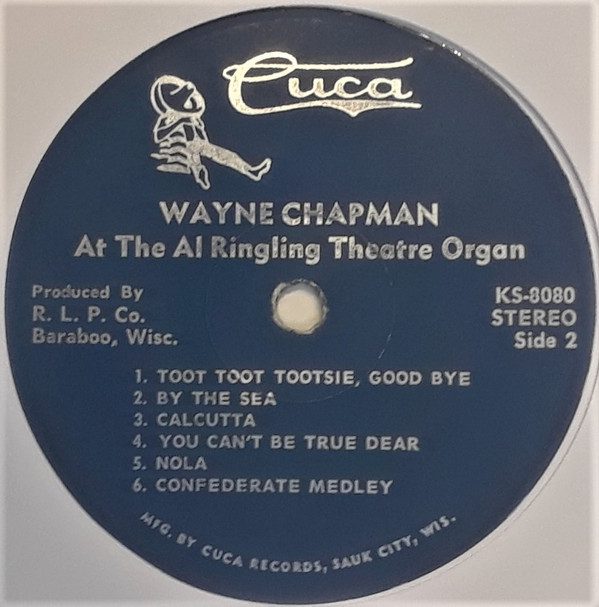 Cuca
WAYNE CHAPMAN
At The Al Ringling Theatre Organ
Produced By
R. L. P. Co.
Baraboo, Wisc.
KS-8080
STEREO
Side 2
1. TOOT TOOT TOOTSIE, GOOD BYE
2. BY THE SEA
3. CALCUTTA
4. YOU CAN'T BE TRUE DEAR
5. NOLA
6. CONFEDERATE MEDLEY
MFG. BY CUCA RECORDS, SAUK CITY, WIS.